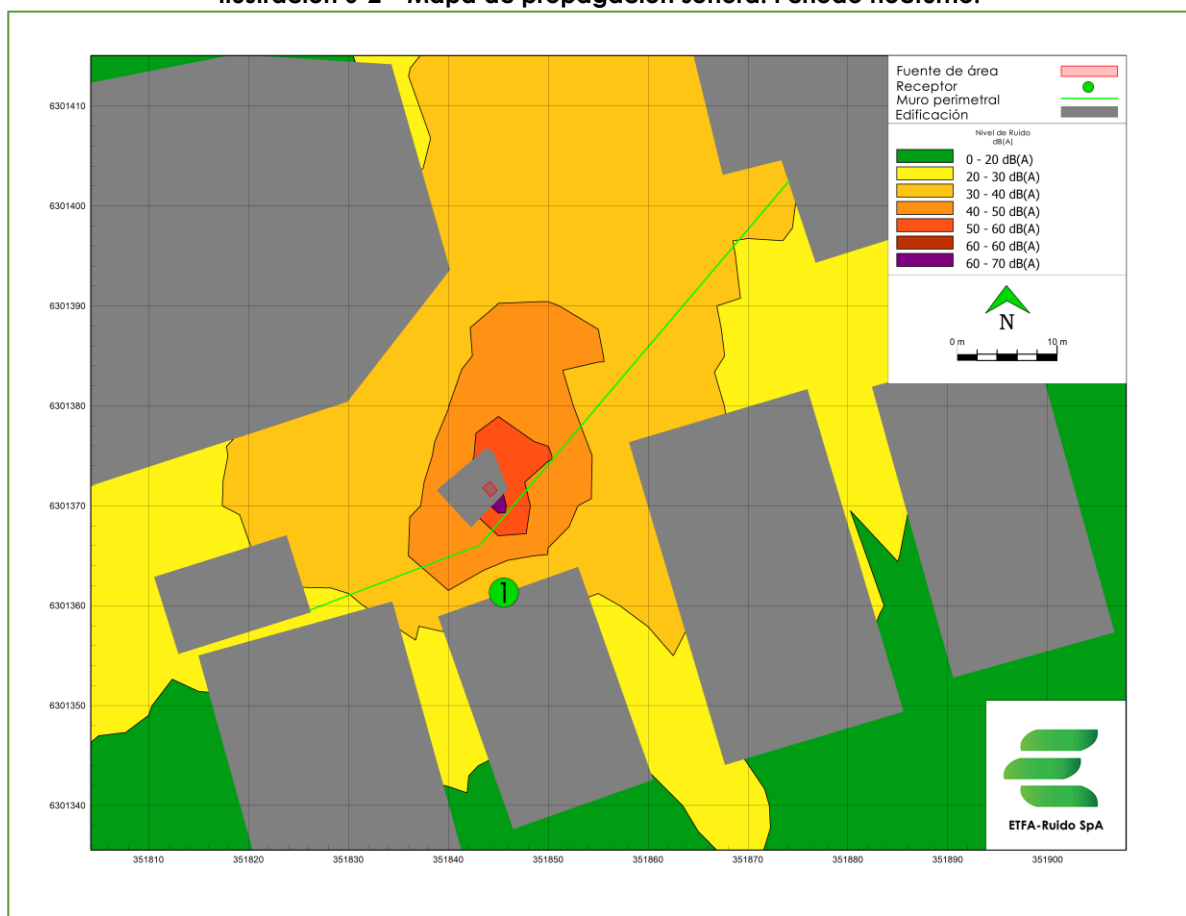 Mapa de propagación sonora. Periodo nocturno.
Fuente de área
Receptor
Muro perimetral
Edificación
Nivel de Ruido
dB(A)
0 - 20 dB(A)
20 - 30 dB(A)
30 - 40 dB(A)
40 - 50 dB(A)
50 - 60 dB(A)
60 - 60 dB(A)
60 - 70 dB(A)
N
0 m 10 m
6301410
6301400
6301390
6301380
6301370
6301360
6301350
6301340
1
ETFA-Ruido SpA
351810 351820 351830 351840 351850 351860 351870 351880 351890 351900